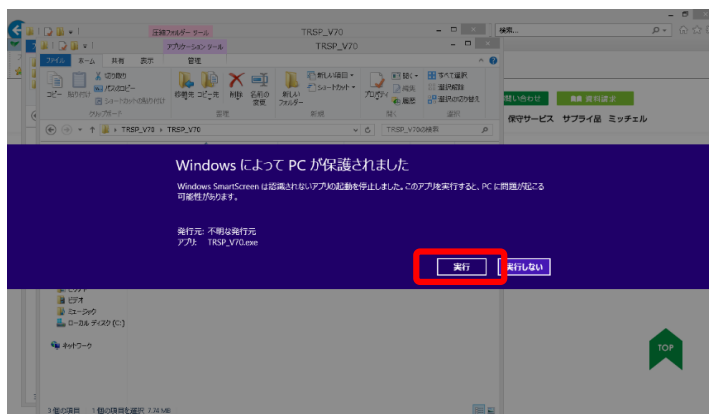 圧縮フォルダー ツール
TRSP_V70
検索...
アプリケーション ツール
TRSP_V70
ファイル ホーム 共有 表示 管理
切り取り
パスのコピー
ショートカットの貼り付け
コピー 貼り付け
移動先 コピー先 削除 名前の変更
新しいフォルダー
新しい項目
ショートカット
プロパティ
開く
編集
履歴
すべて選択
選択解除
選択の切り替え
クリップボード 整理 新規 開く 選択
問い合わせ 資料請求
保守サービス サプライ品 ミッチェル
TRSP_V70 TRSP_V70
TRSP_V70の検索
Windows によって PC が保護されました
Windows SmartScreen は認識されないアプリの起動を停止しました。このアプリを実行すると、PC に問題が起こる
可能性があります。
発行元: 不明な発行元
アプリ: TRSP_V70.exe
実行 実行しない
ビデオ
ミュージック
ローカル ディスク (C:)
ネットワーク
TOP
3 個の項目 1 個の項目を選択 7.74 MB